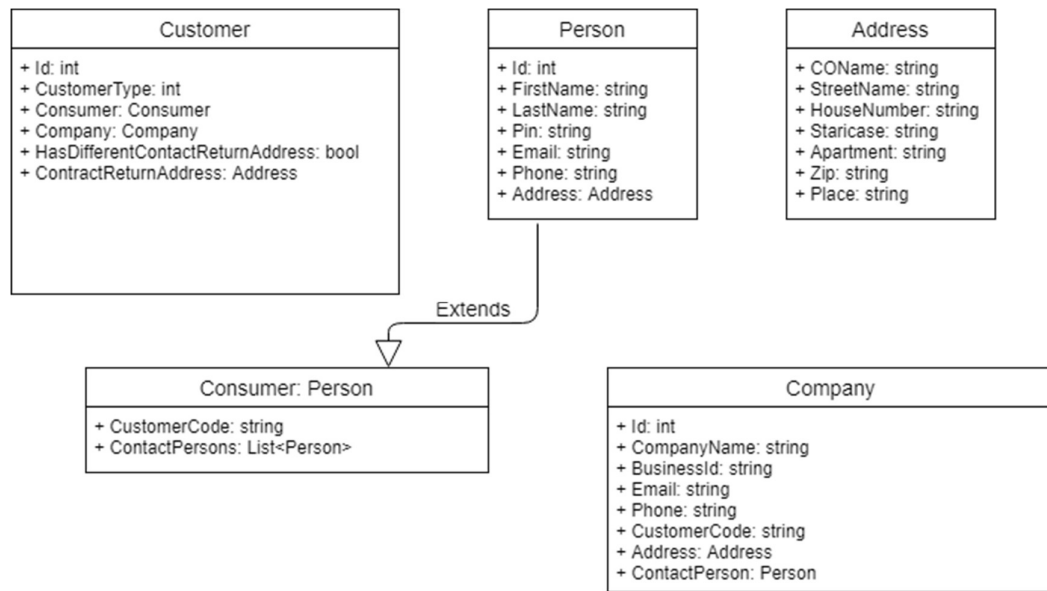 Customer
+ Id: int
+ CustomerType: int
+ Consumer: Consumer
+ Company: Company
+ HasDifferentContactReturnAddress: bool
+ ContractReturnAddress: Address
Person
+ Id: int
+ FirstName: string
+ LastName: string
+ Pin: string
+ Email: string
+ Phone: string
+ Address: Address
Address
+ COName: string
+ StreetName: string
+ HouseNumber: string
+ Staricase: string
+ Apartment: string
+ Zip: string
+ Place: string
Extends
Consumer: Person
+ CustomerCode: string
+ ContactPersons: List<Person>
Company
+ Id: int
+ CompanyName: string
+ BusinessId: string
+ Email: string
+ Phone: string
+ CustomerCode: string
+ Address: Address
+ ContactPerson: Person